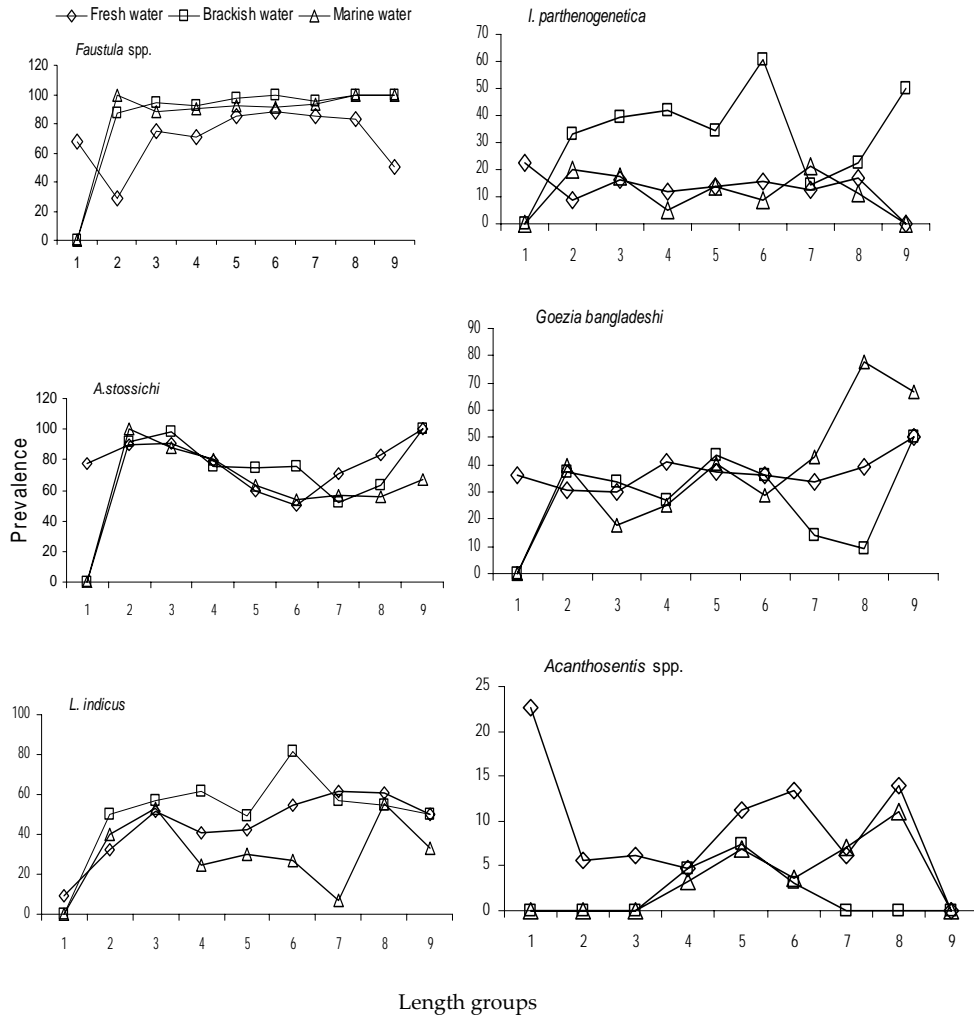 Fresh water Brackish water Marine water
Faustula spp.
120
100
80
60
40
20
0
1 2 3 4 5 6 7 8 9
I. parthenogenetica
70
60
50
40
30
20
10
0
1 2 3 4 5 6 7 8 9
Prevalence
A.stossichi
120
100
80
60
40
20
0
1 2 3 4 5 6 7 8 9
Goezia bangladeshi
90
80
70
60
50
40
30
20
10
0
1 2 3 4 5 6 7 8 9
L. indicus
100
80
60
40
20
0
1 2 3 4 5 6 7 8 9
Acanthosentis spp.
25
20
15
10
5
0
1 2 3 4 5 6 7 8 9
Length groups